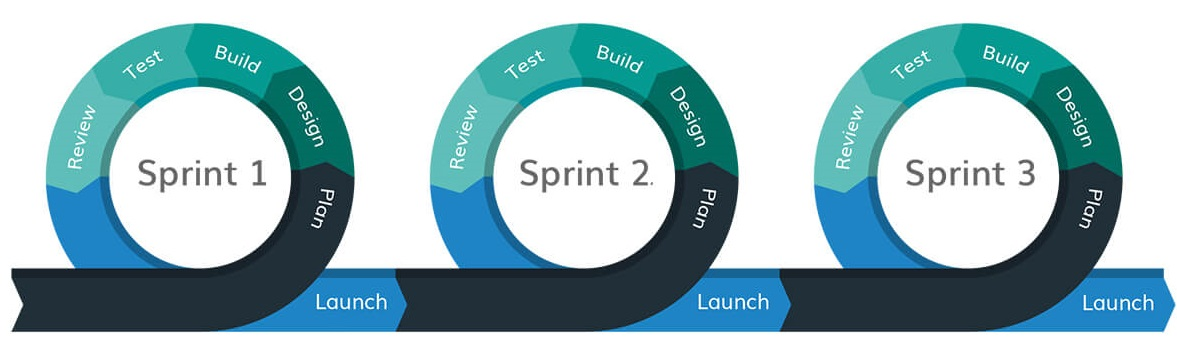 Test
Build
Review
Design
Sprint 1
Plan
Launch
Test
Build
Review
Design
Sprint 2.
Plan
Launch
Test
Build
Review
Design
Sprint 3
Plan
Launch